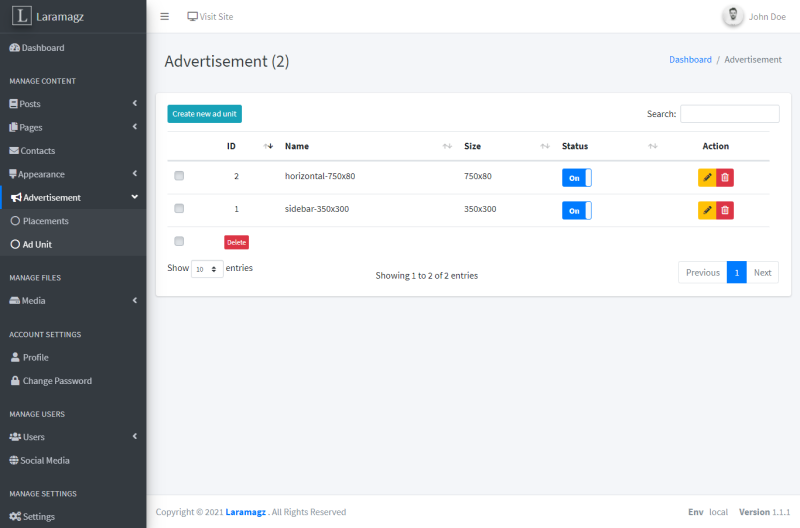 L Laramagz
Visit Site
John Doe
Dashboard
MANAGE CONTENT
Posts
Pages
Contacts
Appearance
Advertisement
Placements
Ad Unit
MANAGE FILES
Media
ACCOUNT SETTINGS
Profile
Change Password
MANAGE USERS
Users
Social Media
MANAGE SETTINGS
Settings
Advertisement (2)
Dashboard / Advertisement
Create new ad unit
Search:
ID Name Size Status Action
2 horizontal-750x80 750x80 On
1 sidebar-350x300 350x300 On
Delete
Show 10 entries
Showing 1 to 2 of 2 entries
Previous 1 Next
Copyright © 2021 Laramagz . All Rights Reserved
Env local Version 1.1.1